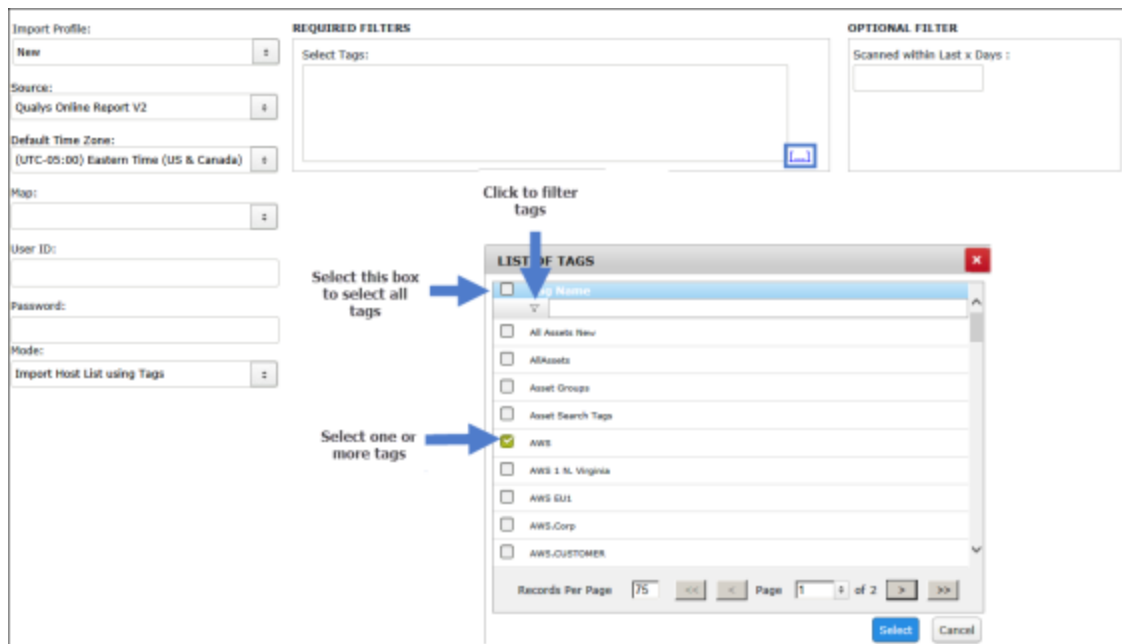 Import Profile:
New
Source:
Qualys Online Report V2
Default Time Zone:
(UTC-05:00) Eastern Time (US & Canada)
Map:
User ID:
Password:
Mode:
Import Host List using Tags
REQUIRED FILTERS
Select Tags:
[...]
OPTIONAL FILTER
Scanned within Last x Days :
Click to filter
tags
Select this box
to select all
tags
Select one or
more tags
LIST OF TAGS
Tag Name
All Assets New
AllAssets
Asset Groups
Asset Search Tags
AWS
AWS 1 N. Virginia
AWS EU1
AWS.Corp
AWS.CUSTOMER
Records Per Page 75 << < Page 1 of 2 > >>
Select Cancel